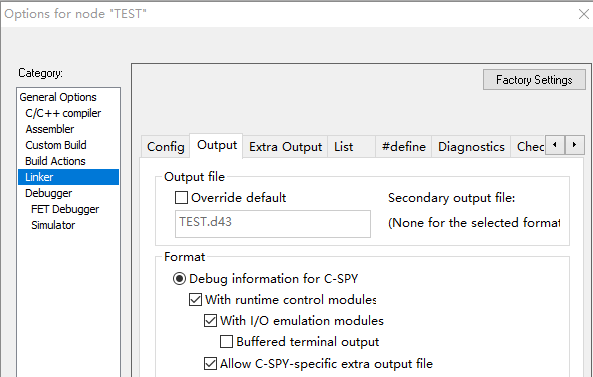 Options for node "TEST"
Category:
Factory Settings
General Options
C/C++ compiler
Assembler
Custom Build
Build Actions
Linker
Debugger
FET Debugger
Simulator
Config Output Extra Output List #define Diagnostics Chec
Output file
Override default
Secondary output file:
TEST.d43
(None for the selected format
Format
Debug information for C-SPY
With runtime control modules
With I/O emulation modules
Buffered terminal output
Allow C-SPY-specific extra output file